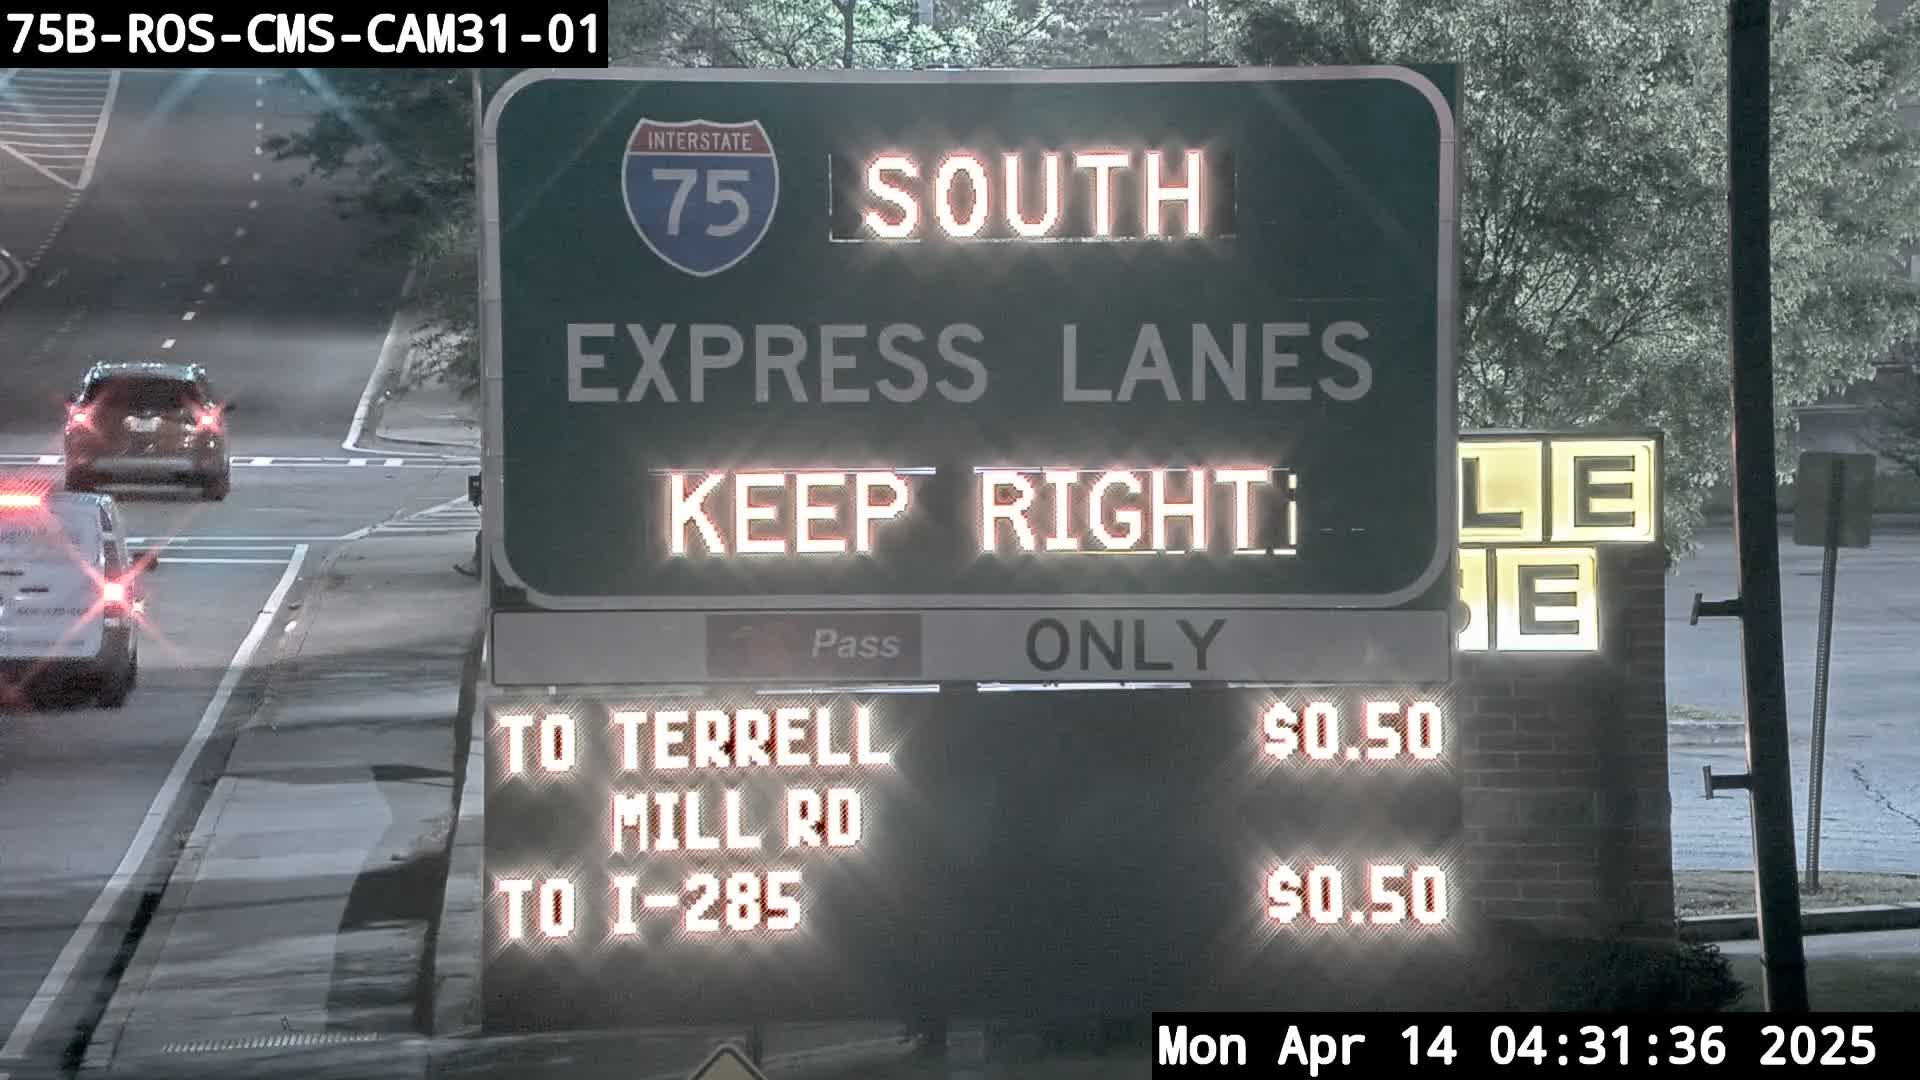 75B-ROS-CMS-CAM31-01
INTERSTATE
75
SOUTH
EXPRESS LANES
KEEP RIGHT
Pass ONLY
TO TERRELL $0.50
MILL RD
TO I-285 $0.50
LE
E
Mon Apr 14 04:31:36 2025